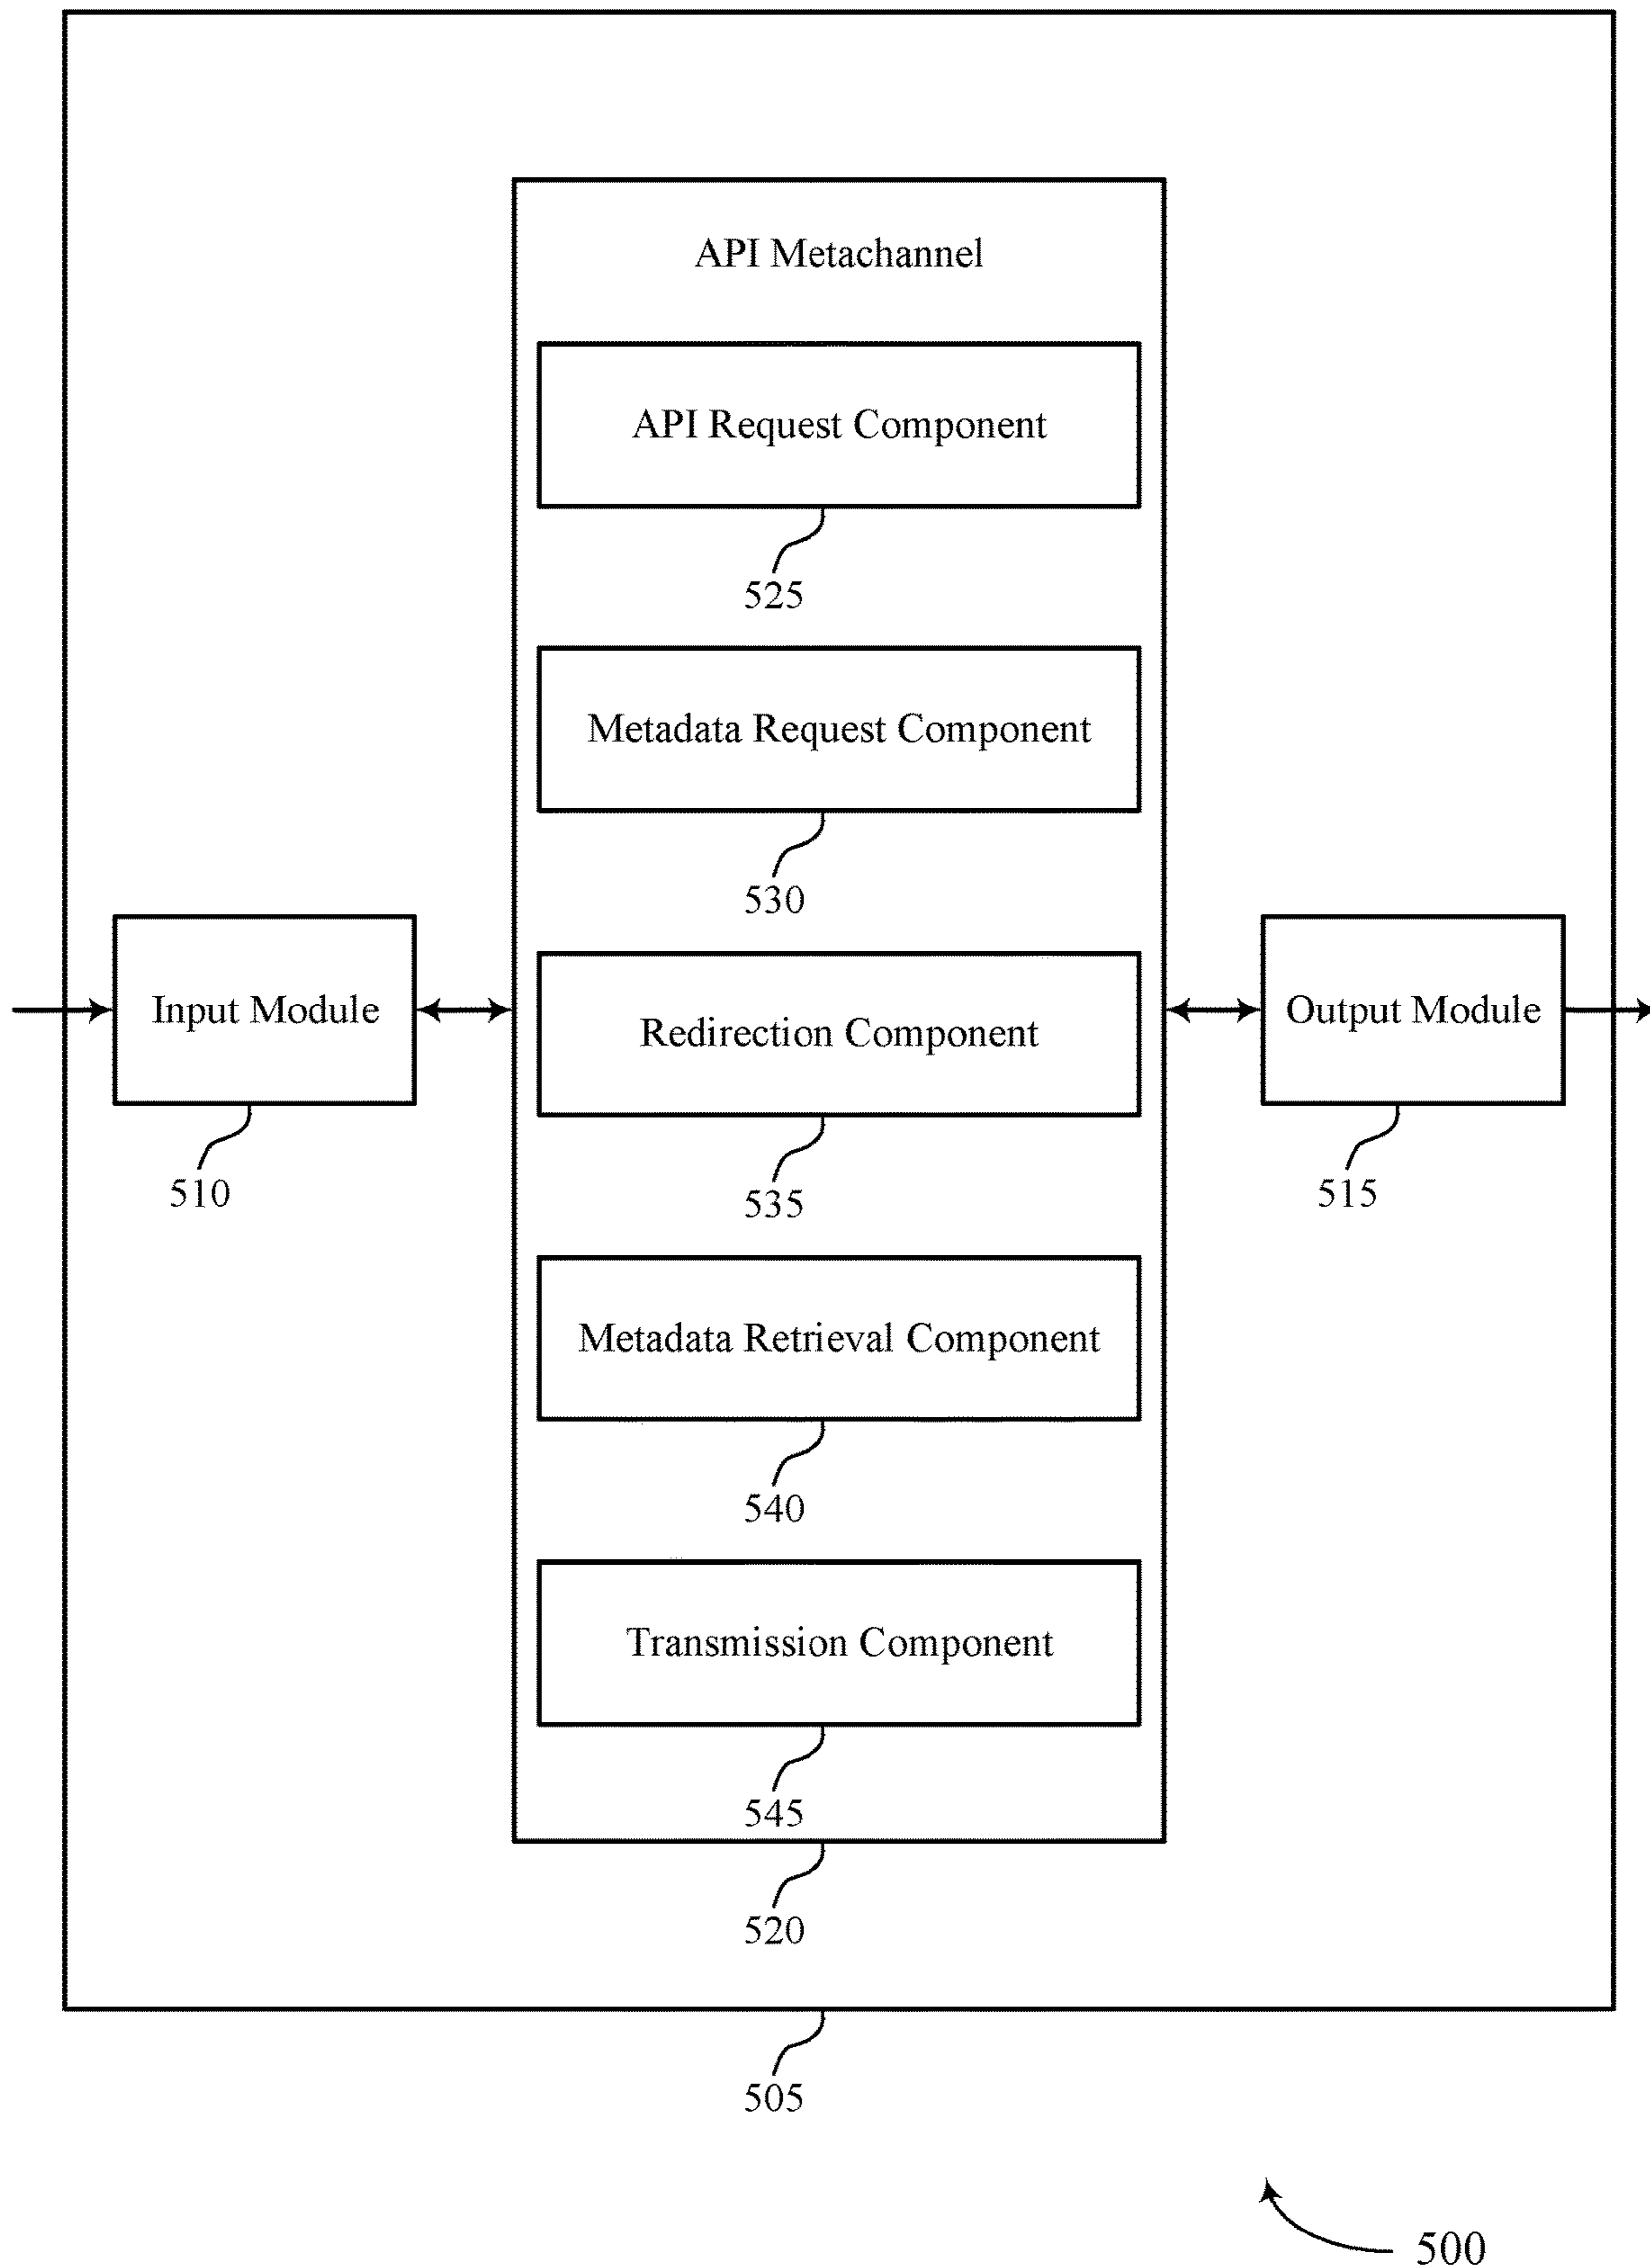 API Metachannel
API Request Component
525
Metadata Request Component
530
Input Module
Redirection Component
Output Module
510
535
515
Metadata Retrieval Component
540
Transmission Component
545
520
505
500